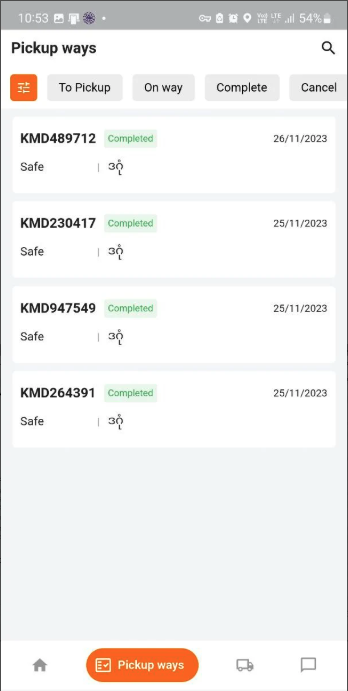 10:53
54%
Pickup ways
To Pickup On way Complete Cancel
KMD489712 Completed 26/11/2023
Safe | ဒဂုံ
KMD230417 Completed 25/11/2023
Safe | ဒဂုံ
KMD947549 Completed 25/11/2023
Safe | ဒဂုံ
KMD264391 Completed 25/11/2023
Safe | ဒဂုံ
Pickup ways